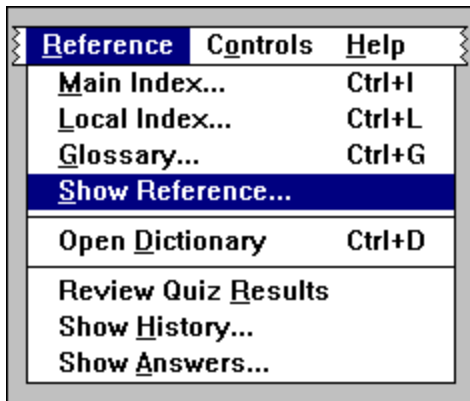 Reference Controls Help
Main Index... Ctrl+I
Local Index... Ctrl+L
Glossary... Ctrl+G
Show Reference...
Open Dictionary Ctrl+D
Review Quiz Results
Show History...
Show Answers...